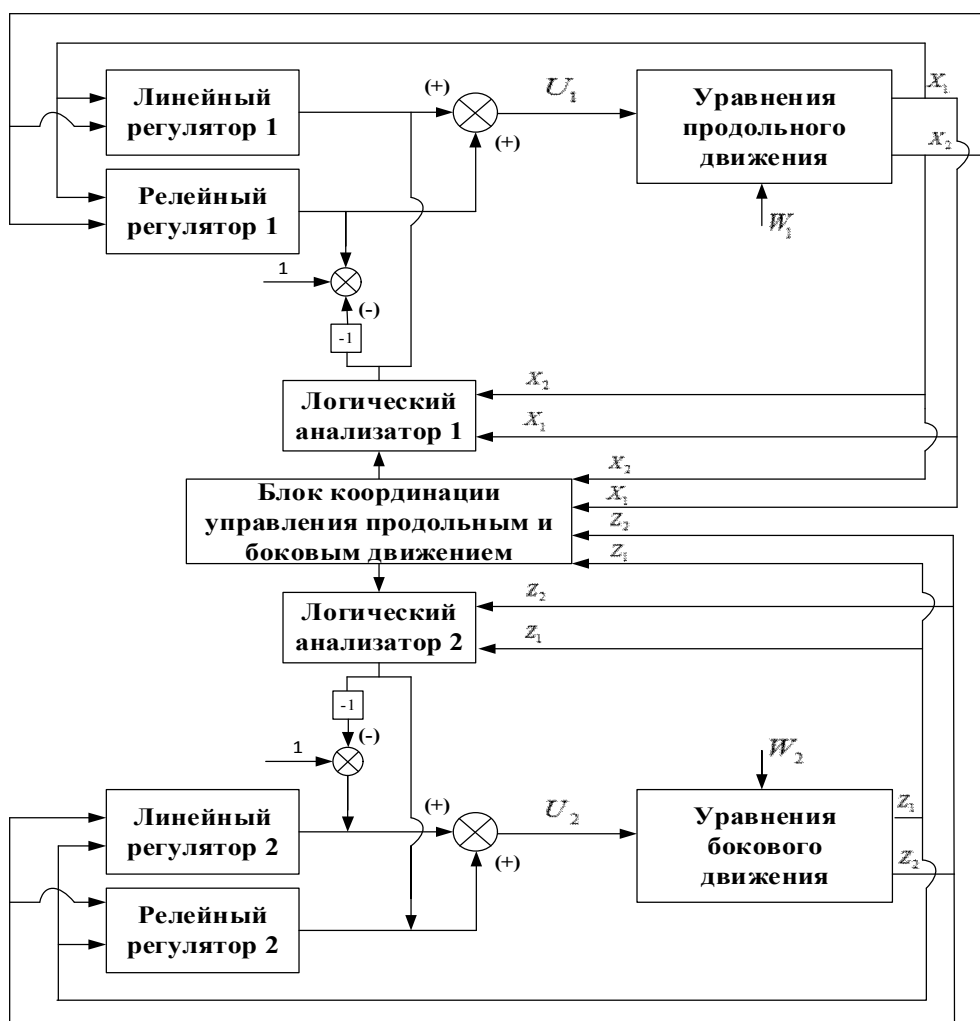 Линейный
регулятор 1
(+)
U₁
Уравнения
продольного
движения
X₁
X₂
Релейный
регулятор 1
(+)
W₁
1
(-)
-1
Логический
анализатор 1
X₂
X₁
Блок координации
управления продольным и
боковым движением
X₂
X₁
Z₂
Z₁
Логический
анализатор 2
Z₂
Z₁
-1
(-)
1
W₂
Линейный
регулятор 2
(+)
U₂
Уравнения
бокового
движения
Z₁
Z₂
(+)
Релейный
регулятор 2